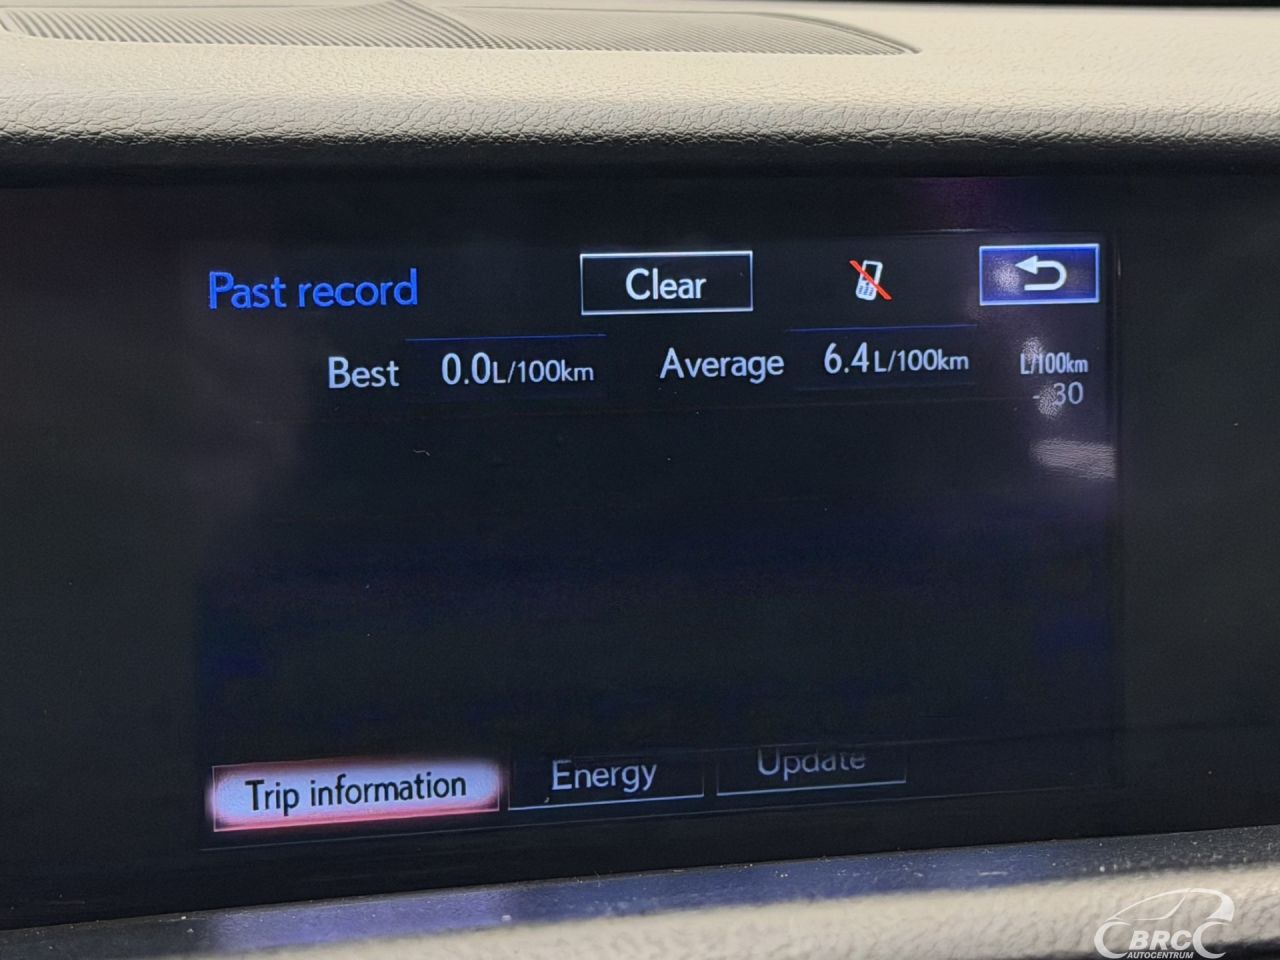 Past record Clear
Best 0.0L/100km Average 6.4L/100km L/100km
- 30
Trip information Energy Update
BRC
AUTOCENTRUM